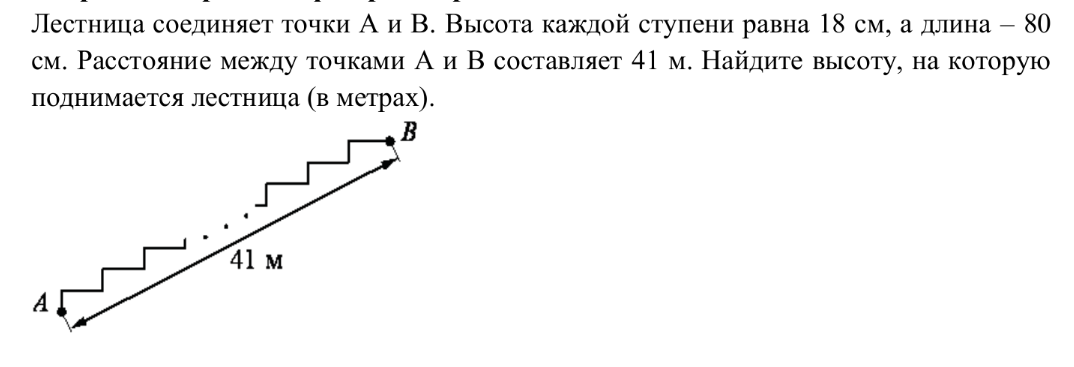 Лестница соединяет точки А и В. Высота каждой ступени равна 18 см, а длина – 80
см. Расстояние между точками А и В составляет 41 м. Найдите высоту, на которую
поднимается лестница (в метрах).
B
41 м
A